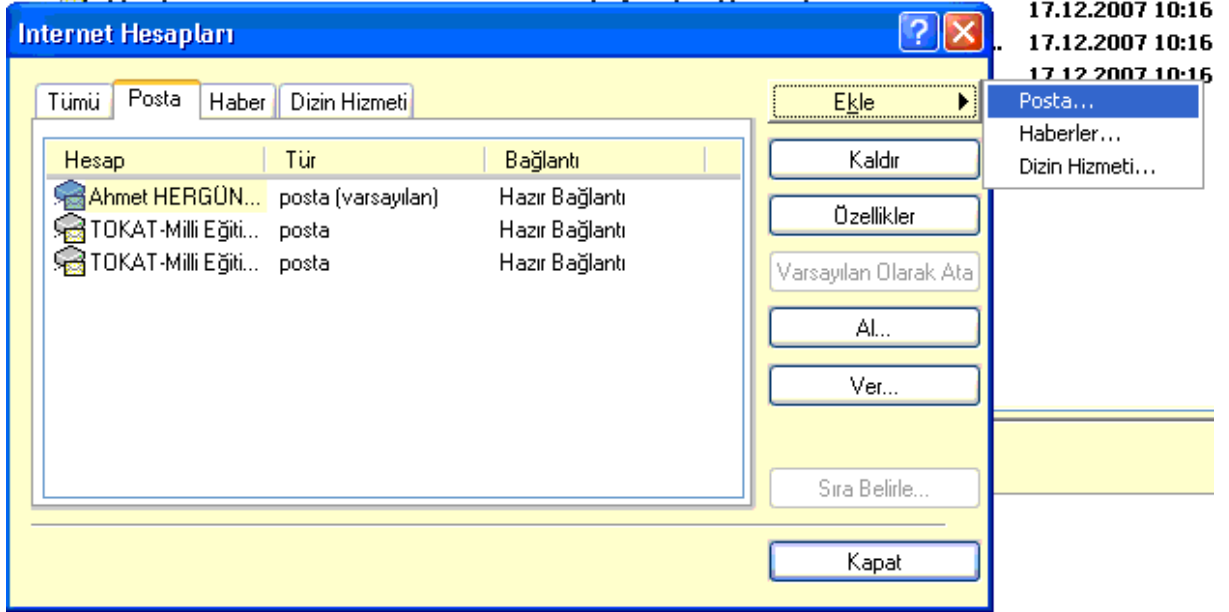 17.12.2007 10:16
Internet Hesapları
17.12.2007 10:16
17.12.2007 10:16
Tümü Posta Haber Dizin Hizmeti
Ekle
Posta...
Haberler...
Dizin Hizmeti...
Hesap Tür Bağlantı
Kaldır
Ahmet HERGÜN... posta (varsayılan) Hazır Bağlantı
Özellikler
TOKAT-Milli Eğiti... posta Hazır Bağlantı
TOKAT-Milli Eğiti... posta Hazır Bağlantı
Varsayılan Olarak Ata
Al...
Ver...
Sıra Belirle...
Kapat